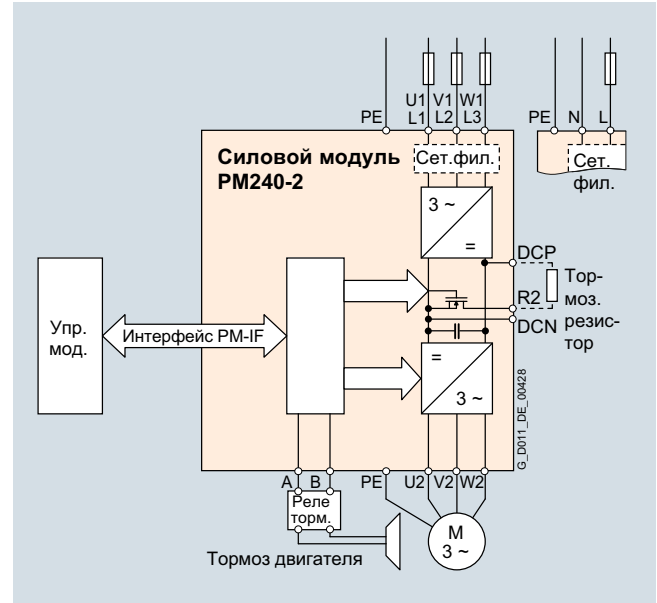 U1 V1 W1
PE L1 L2 L3
PE N L
Силовой модуль
PM240-2
Сет.фил.
Сет.
фил.
3 ~
=
DCP
R2
DCN
Тор-
моз.
резис-
тор
Упр.
мод.
Интерфейс PM-IF
=
3 ~
G_D011_DE_00428
A B PE U2 V2 W2
Реле
торм.
M
3 ~
Тормоз двигателя